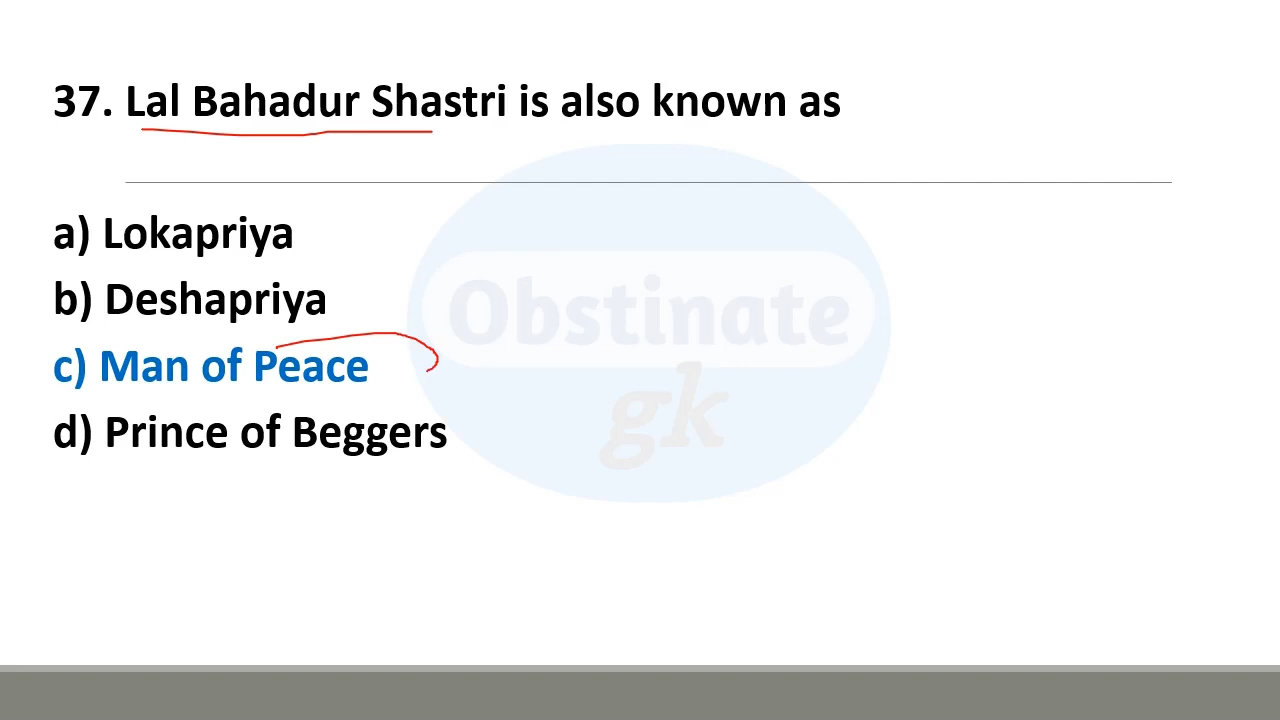 37. Lal Bahadur Shastri is also known as
a) Lokapriya
b) Deshapriya
c) Man of Peace
d) Prince of Beggers
Obstinate
gk